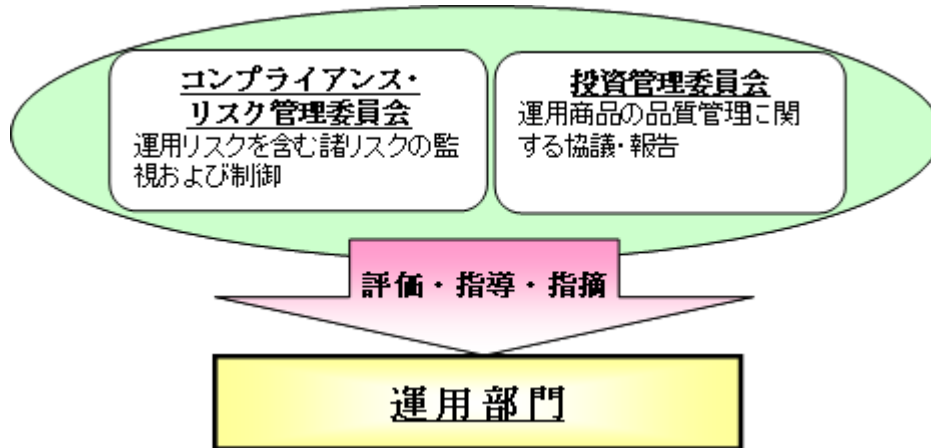 コンプライアンス・
リスク管理委員会
運用リスクを含む諸リスクの監
視および制御
投資管理委員会
運用商品の品質管理に関
する協議・報告
評価・指導・指摘
運用部門